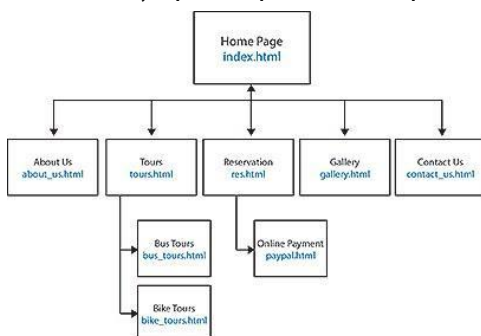 Home Page
index.html
About Us
about_us.html
Tours
tours.html
Reservation
res.html
Gallery
gallery.html
Contact Us
contact_us.html
Bus Tours
bus_tours.html
Online Payment
paypal.html
Bike Tours
bike_tours.html